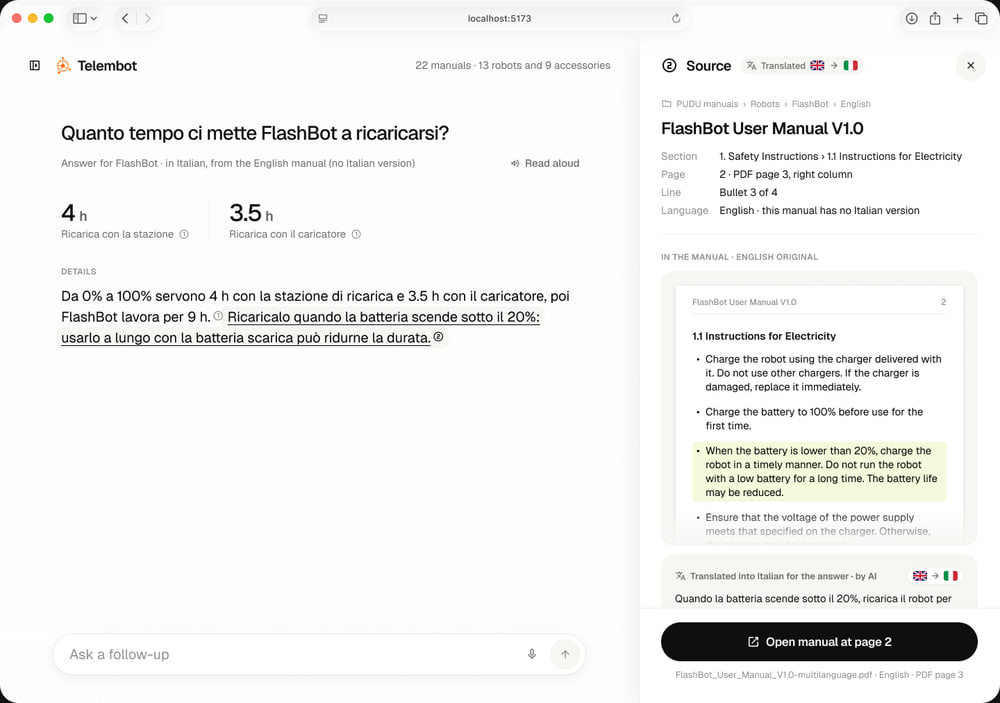 localhost:5173
Telembot
22 manuals · 13 robots and 9 accessories
Quanto tempo ci mette FlashBot a ricaricarsi?
Answer for FlashBot · in Italian, from the English manual (no Italian version)
Read aloud
4 h
Ricarica con la stazione ①
3.5 h
Ricarica con il caricatore ①
DETAILS
Da 0% a 100% servono 4 h con la stazione di ricarica e 3.5 h con il caricatore, poi
FlashBot lavora per 9 h. ① Ricaricalo quando la batteria scende sotto il 20%:
usarlo a lungo con la batteria scarica può ridurne la durata. ②
Ask a follow-up
② Source
Translated →
PUDU manuals › Robots › FlashBot › English
FlashBot User Manual V1.0
Section 1. Safety Instructions › 1.1 Instructions for Electricity
Page 2 · PDF page 3, right column
Line Bullet 3 of 4
Language English · this manual has no Italian version
IN THE MANUAL · ENGLISH ORIGINAL
FlashBot User Manual V1.0 2
1.1 Instructions for Electricity
• Charge the robot using the charger delivered with
it. Do not use other chargers. If the charger is
damaged, replace it immediately.
• Charge the battery to 100% before use for the
first time.
• When the battery is lower than 20%, charge the
robot in a timely manner. Do not run the robot
with a low battery for a long time. The battery life
may be reduced.
• Ensure that the voltage of the power supply
meets that specified on the charger. Otherwise,
Translated into Italian for the answer · by AI →
Quando la batteria scende sotto il 20%, ricarica il robot per
Open manual at page 2
FlashBot_User_Manual_V1.0-multilanguage.pdf · English · PDF page 3